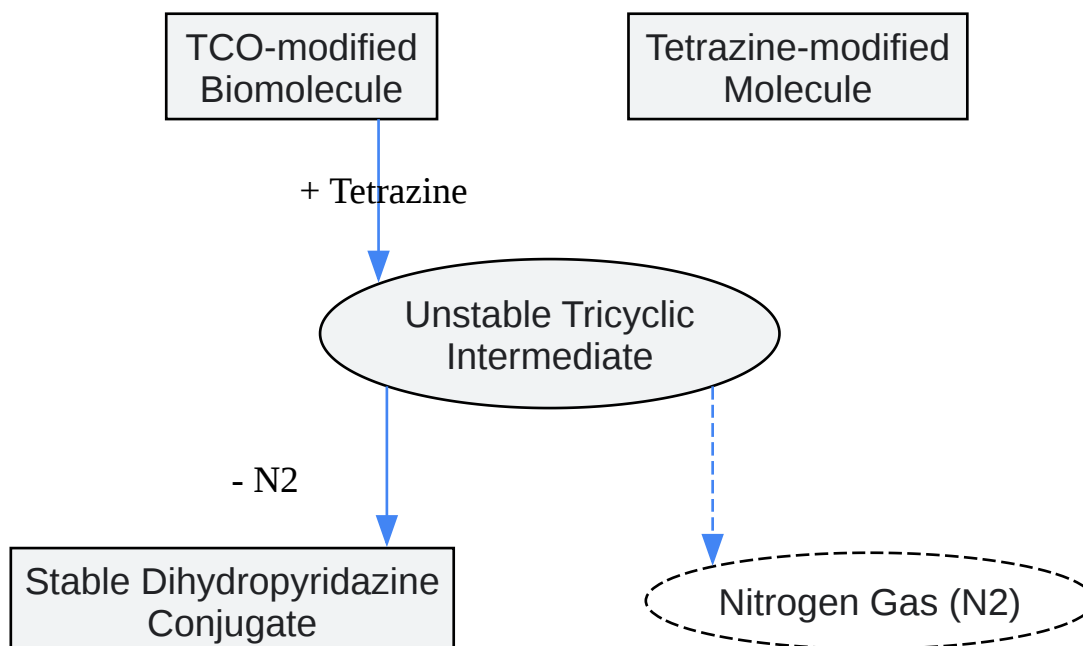 TCO-modified
Biomolecule
Tetrazine-modified
Molecule
+ Tetrazine
Unstable Tricyclic
Intermediate
- N2
Stable Dihydropyridazine
Conjugate
Nitrogen Gas (N2)